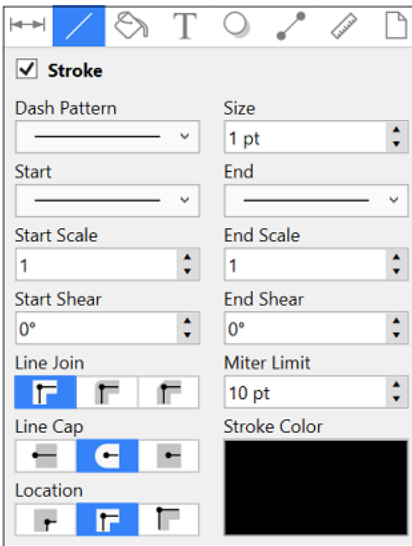 T
Stroke
Dash Pattern Size
1 pt
Start End
Start Scale End Scale
1 1
Start Shear End Shear
0° 0°
Line Join Miter Limit
10 pt
Line Cap Stroke Color
Location